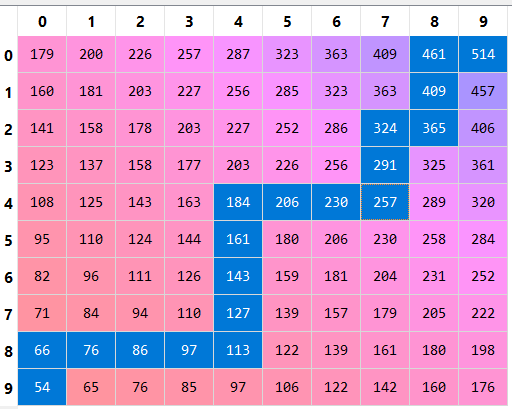 0 1 2 3 4 5 6 7 8 9
0 179 200 226 257 287 323 363 409 461 514
1 160 181 203 227 256 285 323 363 409 457
2 141 158 178 203 227 252 286 324 365 406
3 123 137 158 177 203 226 256 291 325 361
4 108 125 143 163 184 206 230 257 289 320
5 95 110 124 144 161 180 206 230 258 284
6 82 96 111 126 143 159 181 204 231 252
7 71 84 94 110 127 139 157 179 205 222
8 66 76 86 97 113 122 139 161 180 198
9 54 65 76 85 97 106 122 142 160 176